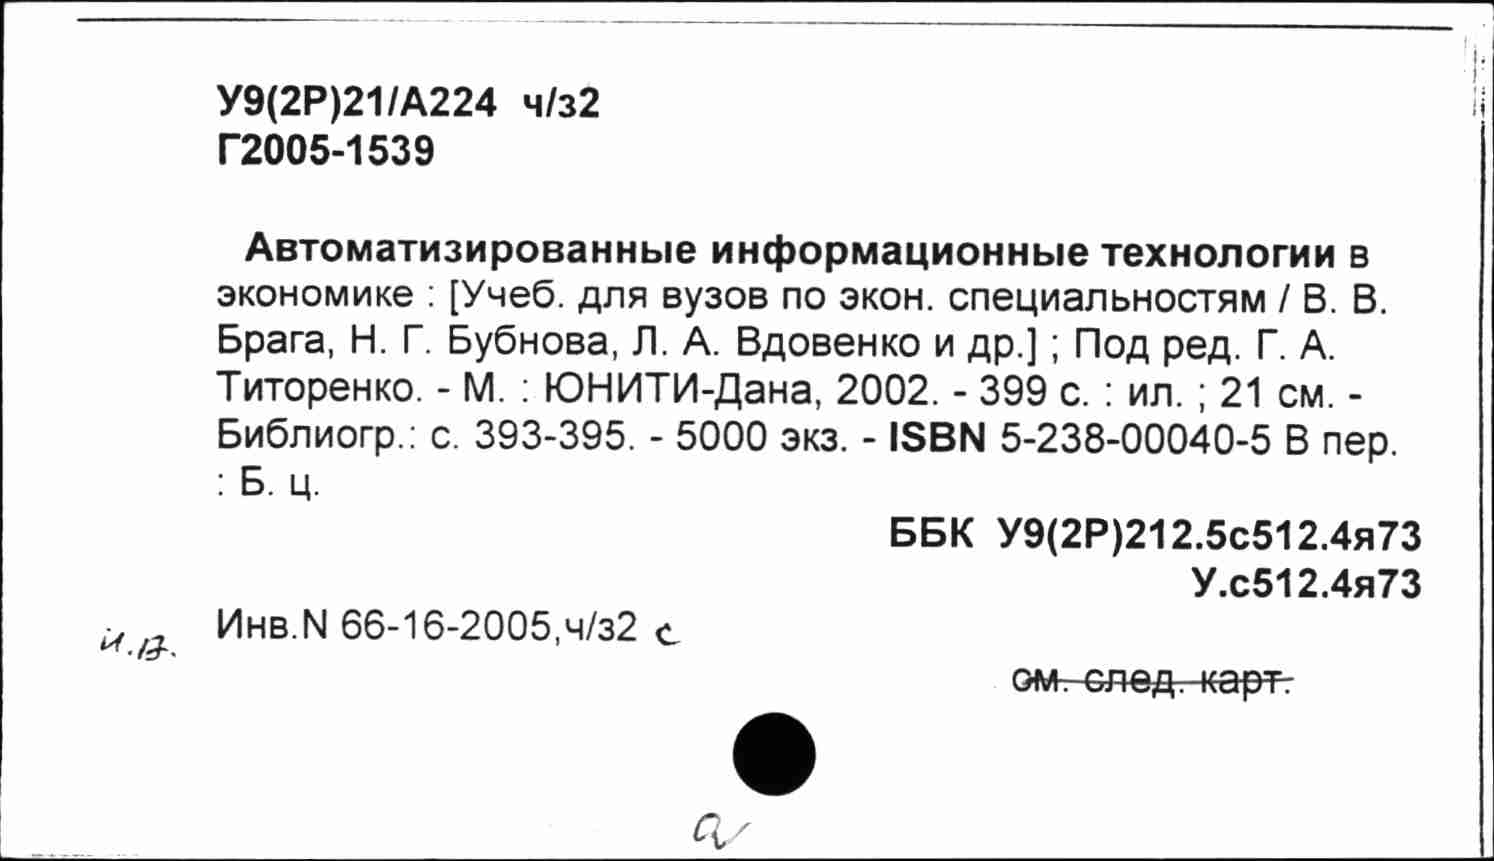 У9(2Р)21/А224 ч/з2
Г2005-1539
Автоматизированные информационные технологии в
экономике : [Учеб. для вузов по экон. специальностям / В. В.
Брага, Н. Г. Бубнова, Л. А. Вдовенко и др.] ; Под ред. Г. А.
Титоренко. - М. : ЮНИТИ-Дана, 2002. - 399 с. : ил. ; 21 см. -
Библиогр.: с. 393-395. - 5000 экз. - ISBN 5-238-00040-5 В пер.
: Б. ц.
ББК У9(2Р)212.5с512.4я73
У.с512.4я73
Инв.N 66-16-2005,ч/з2 с
см. след. карт.
а